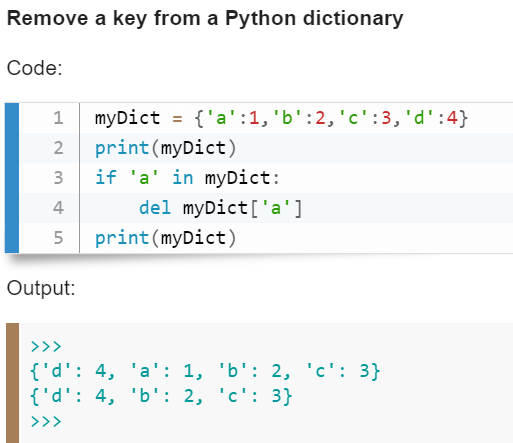 Remove a key from a Python dictionary
Code:
1 myDict = {'a':1,'b':2,'c':3,'d':4}
2 print(myDict)
3 if 'a' in myDict:
4     del myDict['a']
5 print(myDict)
Output:
>>>
{'d': 4, 'a': 1, 'b': 2, 'c': 3}
{'d': 4, 'b': 2, 'c': 3}
>>>